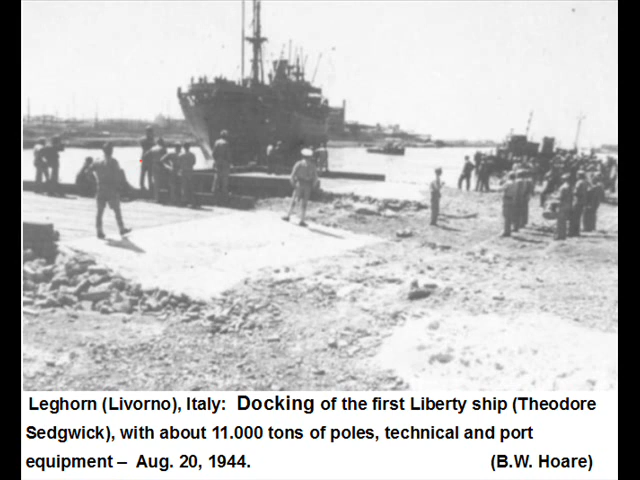 Leghorn (Livorno), Italy: Docking of the first Liberty ship (Theodore
Sedgwick), with about 11.000 tons of poles, technical and port
equipment – Aug. 20, 1944. (B.W. Hoare)